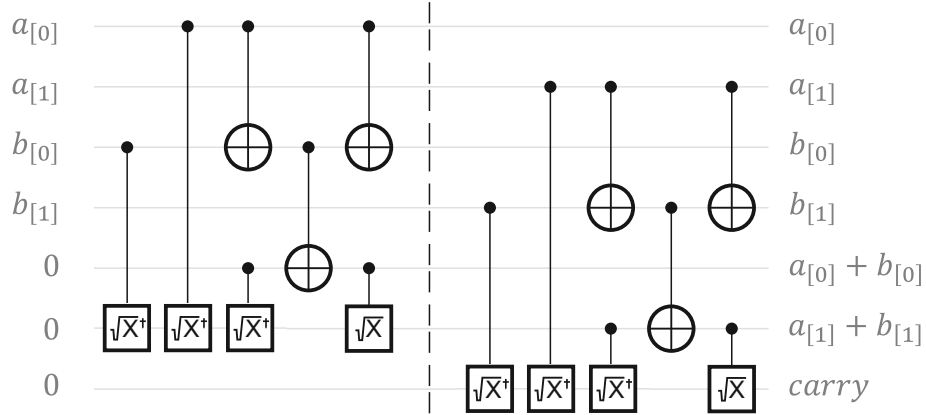 a[0] a[0]
a[1] a[1]
b[0] b[0]
b[1] b[1]
0 a[0] + b[0]
0 √X† √X† √X† √X a[1] + b[1]
0 √X† √X† √X† √X carry